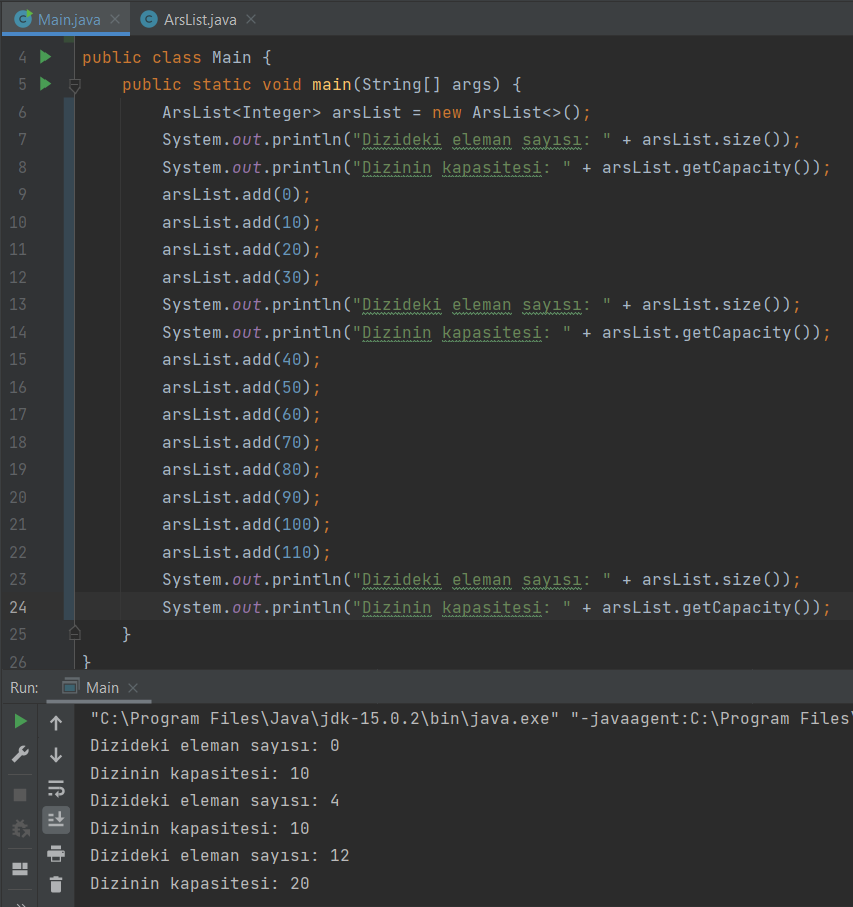 Main.java
ArsList.java
4 public class Main {
5 public static void main(String[] args) {
6 ArsList<Integer> arsList = new ArsList<>();
7 System.out.println("Dizideki eleman sayısı: " + arsList.size());
8 System.out.println("Dizinin kapasitesi: " + arsList.getCapacity());
9 arsList.add(0);
10 arsList.add(10);
11 arsList.add(20);
12 arsList.add(30);
13 System.out.println("Dizideki eleman sayısı: " + arsList.size());
14 System.out.println("Dizinin kapasitesi: " + arsList.getCapacity());
15 arsList.add(40);
16 arsList.add(50);
17 arsList.add(60);
18 arsList.add(70);
19 arsList.add(80);
20 arsList.add(90);
21 arsList.add(100);
22 arsList.add(110);
23 System.out.println("Dizideki eleman sayısı: " + arsList.size());
24 System.out.println("Dizinin kapasitesi: " + arsList.getCapacity());
25 }
26 }
Run: Main
"C:\Program Files\Java\jdk-15.0.2\bin\java.exe" "-javaagent:C:\Program Files\
Dizideki eleman sayısı: 0
Dizinin kapasitesi: 10
Dizideki eleman sayısı: 4
Dizinin kapasitesi: 10
Dizideki eleman sayısı: 12
Dizinin kapasitesi: 20